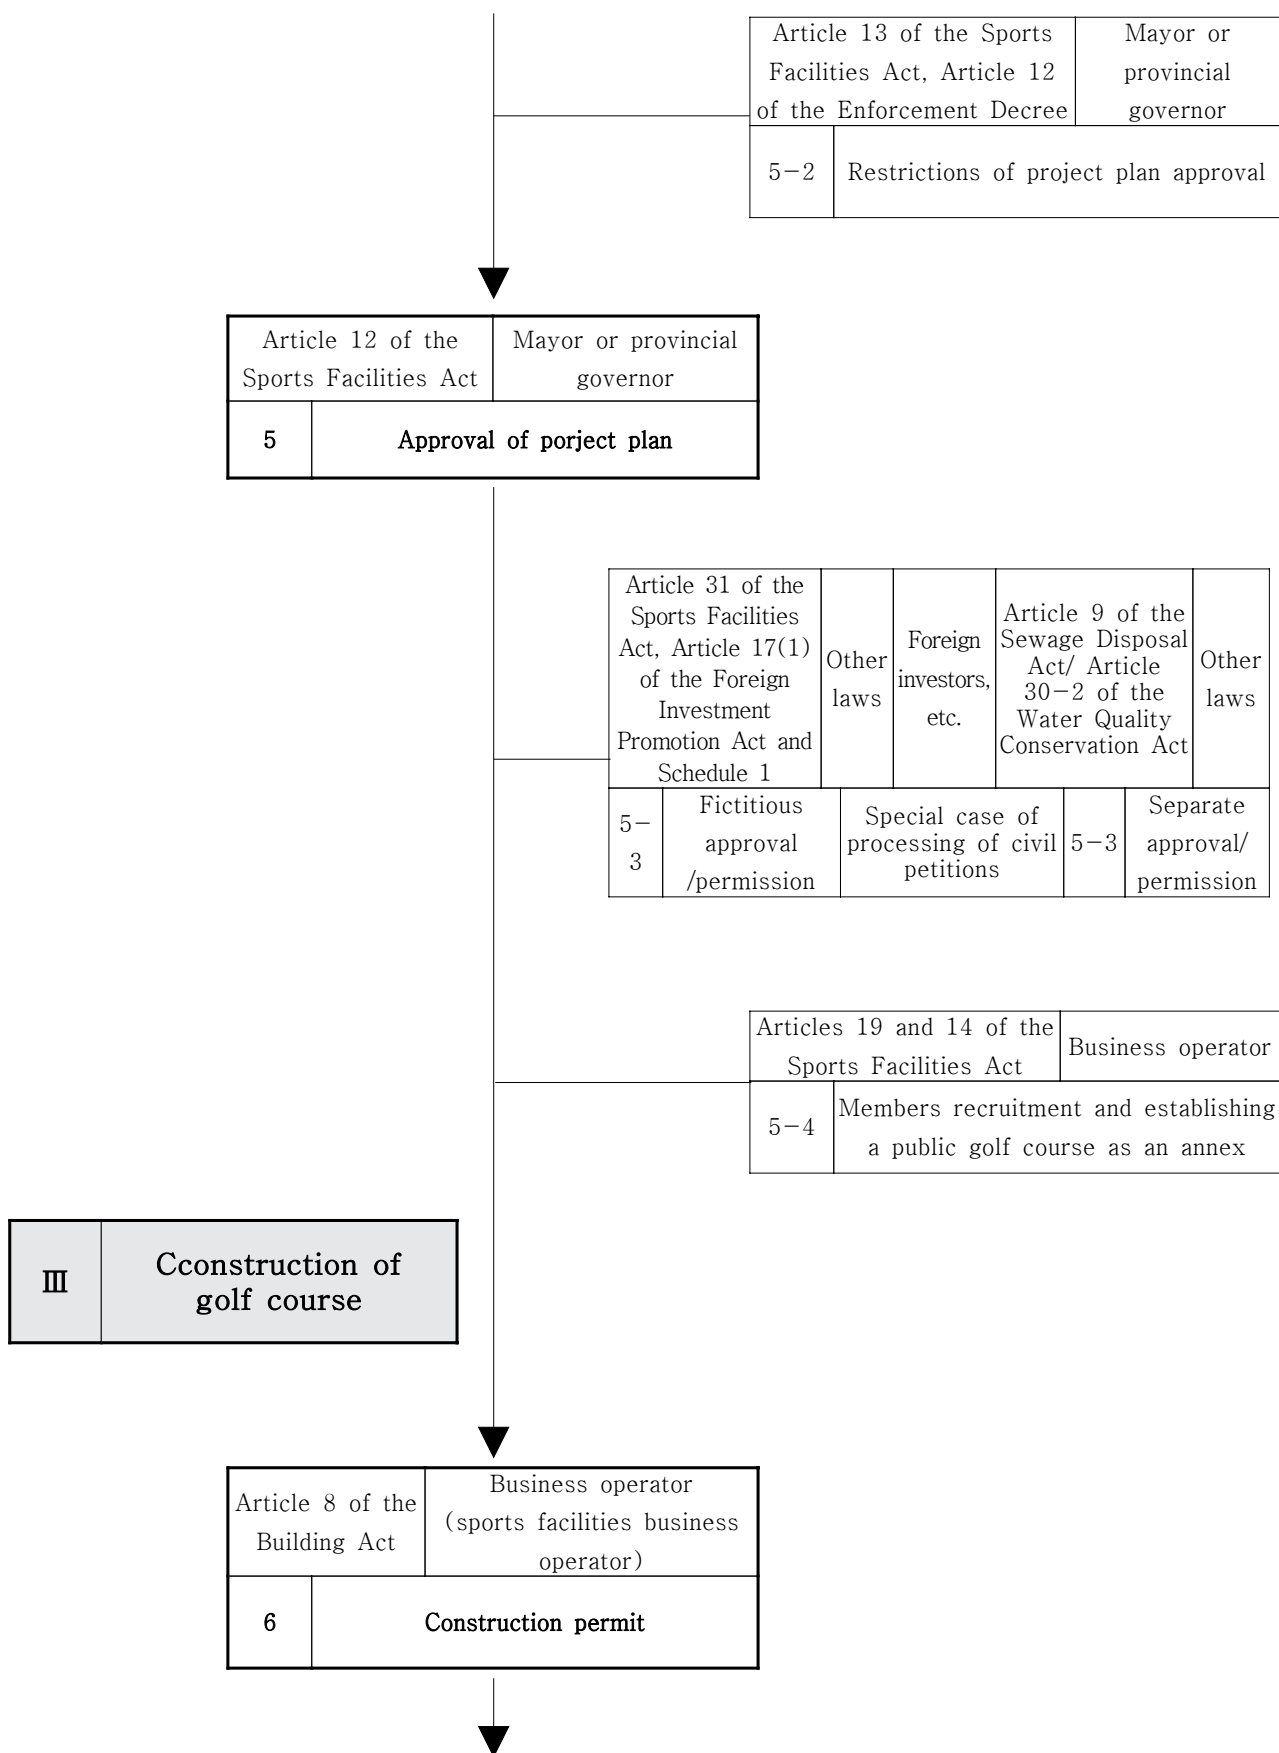 Article 13 of the Sports
Facilities Act, Article 12
of the Enforcement Decree
Mayor or
provincial
governor
5-2
Restrictions of project plan approval
Article 12 of the
Sports Facilities Act
Mayor or provincial
governor
5
Approval of porject plan
Article 31 of the
Sports Facilities
Act, Article 17(1)
of the Foreign
Investment
Promotion Act and
Schedule 1
Other
laws
Foreign
investors,
etc.
Article 9 of the
Sewage Disposal
Act/ Article
30-2 of the
Water Quality
Conservation Act
Other
laws
5-
3
Fictitious
approval
/permission
Special case of
processing of civil
petitions
5-3
Separate
approval/
permission
Articles 19 and 14 of the
Sports Facilities Act
Business operator
5-4
Members recruitment and establishing
a public golf course as an annex
Ⅲ
Cconstruction of
golf course
Article 8 of the
Building Act
Business operator
(sports facilities business
operator)
6
Construction permit